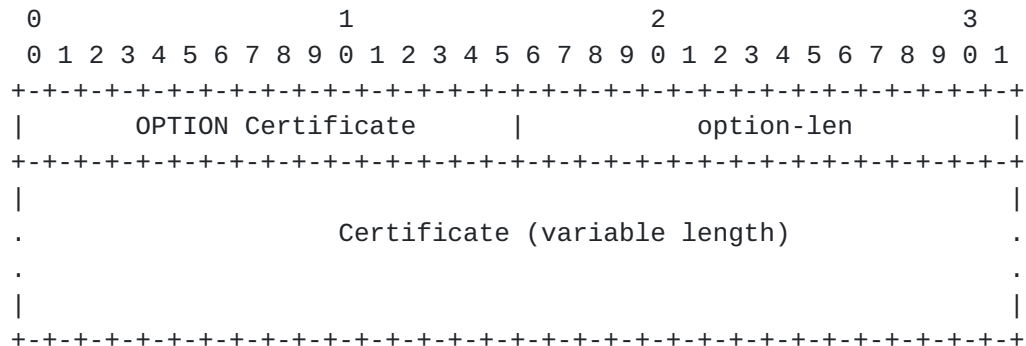 0                   1                   2                   3
 0 1 2 3 4 5 6 7 8 9 0 1 2 3 4 5 6 7 8 9 0 1 2 3 4 5 6 7 8 9 0 1
+-+-+-+-+-+-+-+-+-+-+-+-+-+-+-+-+-+-+-+-+-+-+-+-+-+-+-+-+-+-+-+-+
|       OPTION Certificate      |           option-len          |
+-+-+-+-+-+-+-+-+-+-+-+-+-+-+-+-+-+-+-+-+-+-+-+-+-+-+-+-+-+-+-+-+
|                                                               |
.                    Certificate (variable length)              .
.                                                               .
|                                                               |
+-+-+-+-+-+-+-+-+-+-+-+-+-+-+-+-+-+-+-+-+-+-+-+-+-+-+-+-+-+-+-+-+